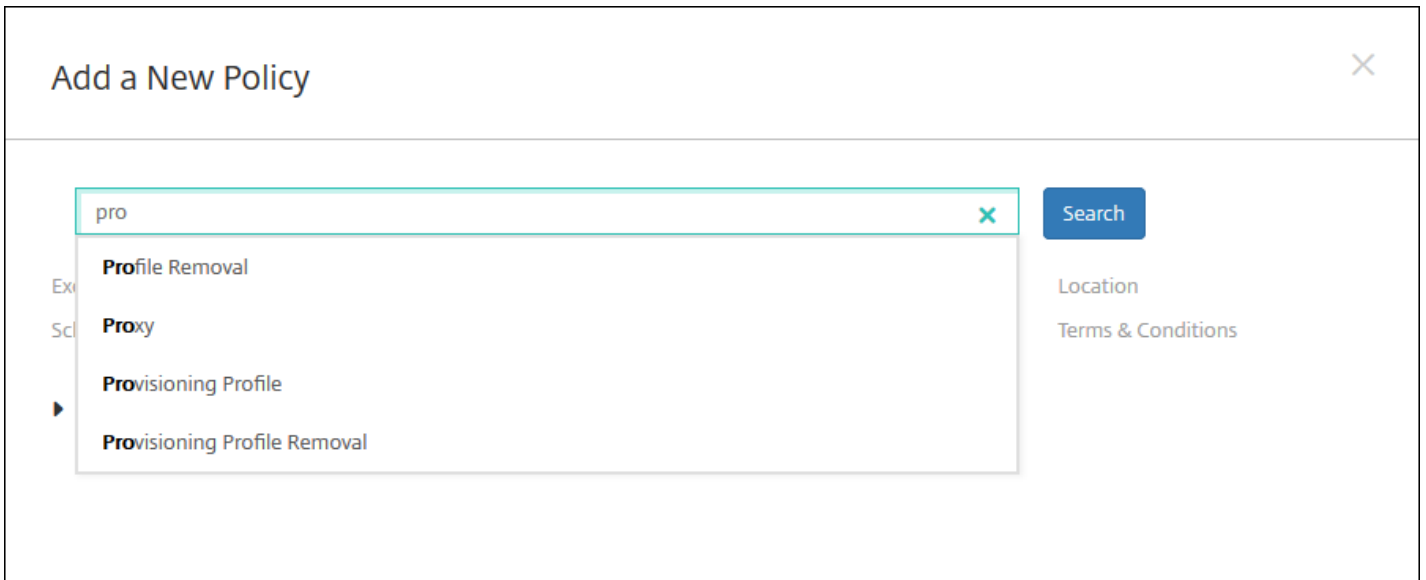 Add a New Policy
pro
Search
Profile Removal
Proxy
Provisioning Profile
Provisioning Profile Removal
Location
Terms & Conditions